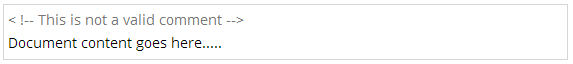 < !-- This is not a valid comment -->
Document content goes here.....